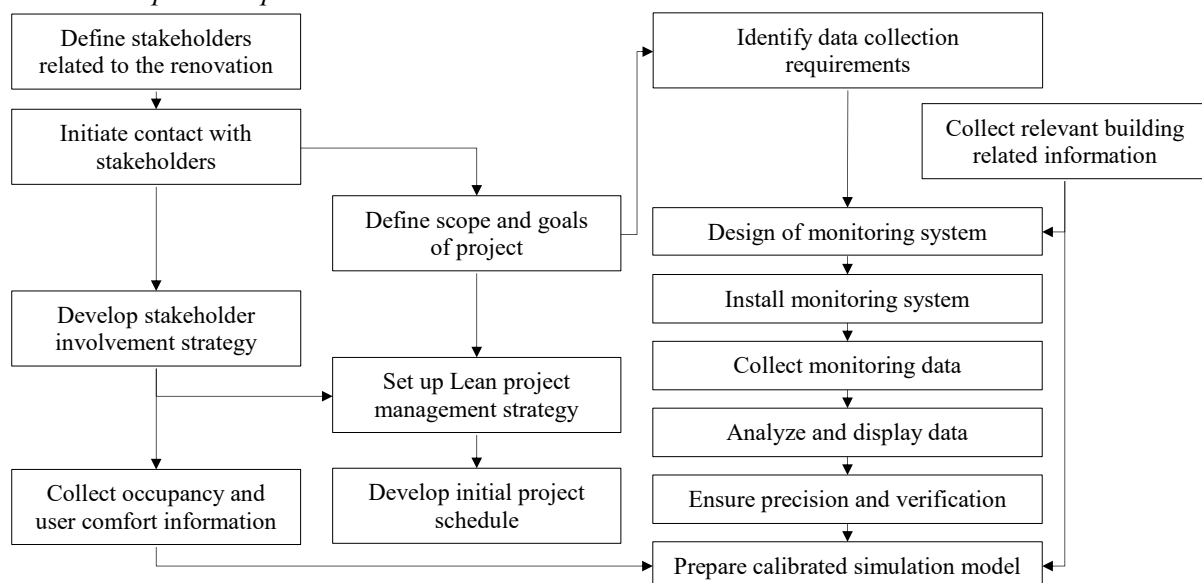 Define stakeholders
related to the renovation
Initiate contact with
stakeholders
Develop stakeholder
involvement strategy
Collect occupancy and
user comfort information
Define scope and goals
of project
Set up Lean project
management strategy
Develop initial project
schedule
Identify data collection
requirements
Collect relevant building
related information
Design of monitoring system
Install monitoring system
Collect monitoring data
Analyze and display data
Ensure precision and verification
Prepare calibrated simulation model